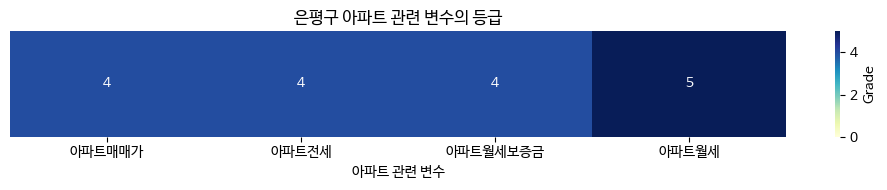 은평구 아파트 관련 변수의 등급
4 4 4 5
아파트매매가 아파트전세 아파트월세보증금 아파트월세
아파트 관련 변수
4
2
0
Grade